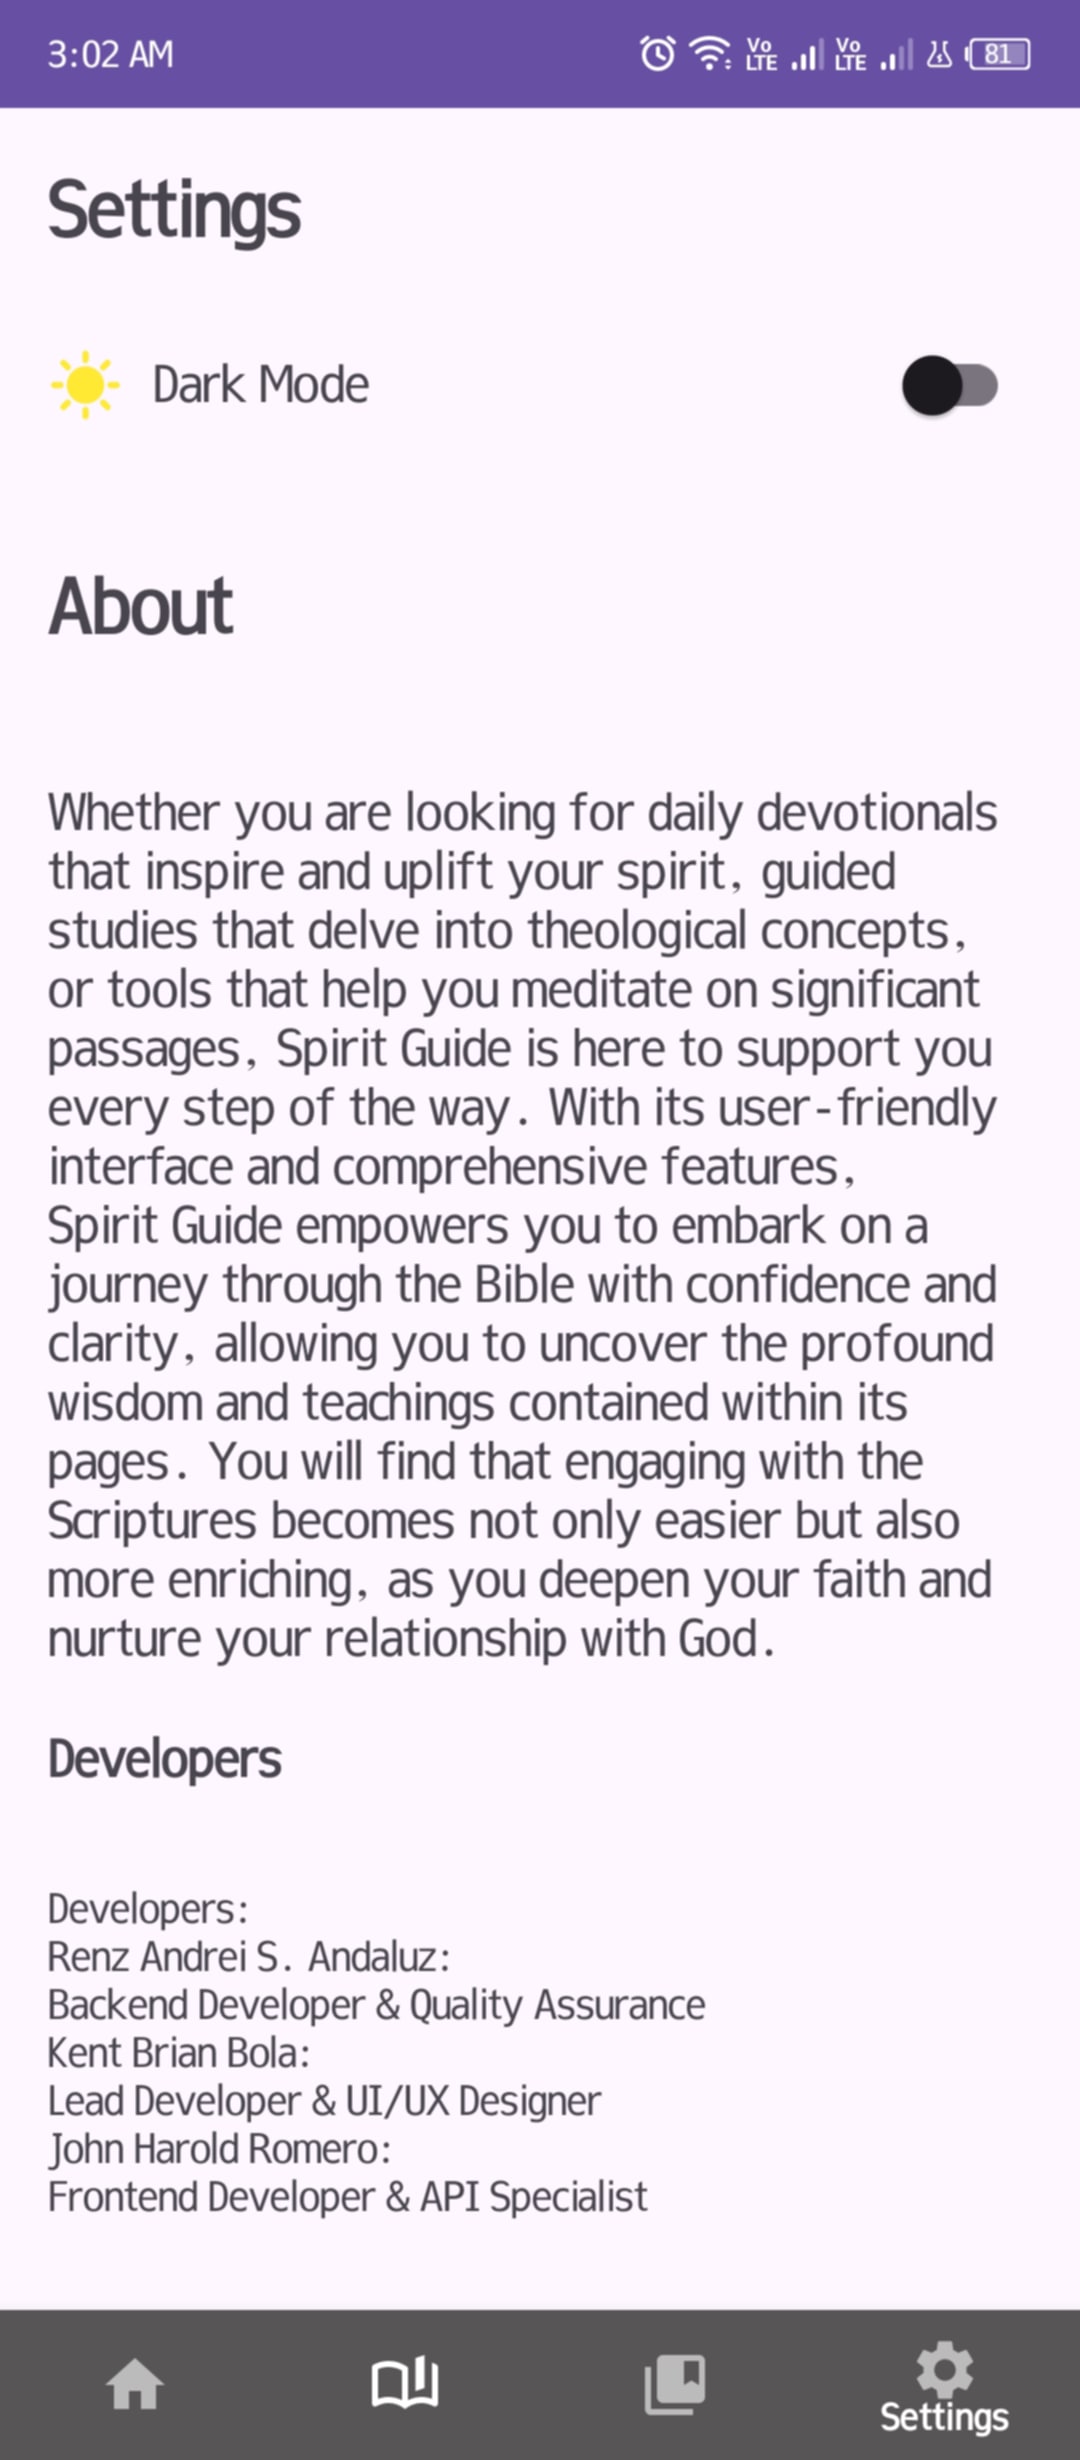 3:02 AM
Vo LTE
Vo LTE
81
Settings
Dark Mode
About
Whether you are looking for daily devotionals
that inspire and uplift your spirit, guided
studies that delve into theological concepts,
or tools that help you meditate on significant
passages, Spirit Guide is here to support you
every step of the way. With its user-friendly
interface and comprehensive features,
Spirit Guide empowers you to embark on a
journey through the Bible with confidence and
clarity, allowing you to uncover the profound
wisdom and teachings contained within its
pages. You will find that engaging with the
Scriptures becomes not only easier but also
more enriching, as you deepen your faith and
nurture your relationship with God.
Developers
Developers:
Renz Andrei S. Andaluz:
Backend Developer & Quality Assurance
Kent Brian Bola:
Lead Developer & UI/UX Designer
John Harold Romero:
Frontend Developer & API Specialist
Settings